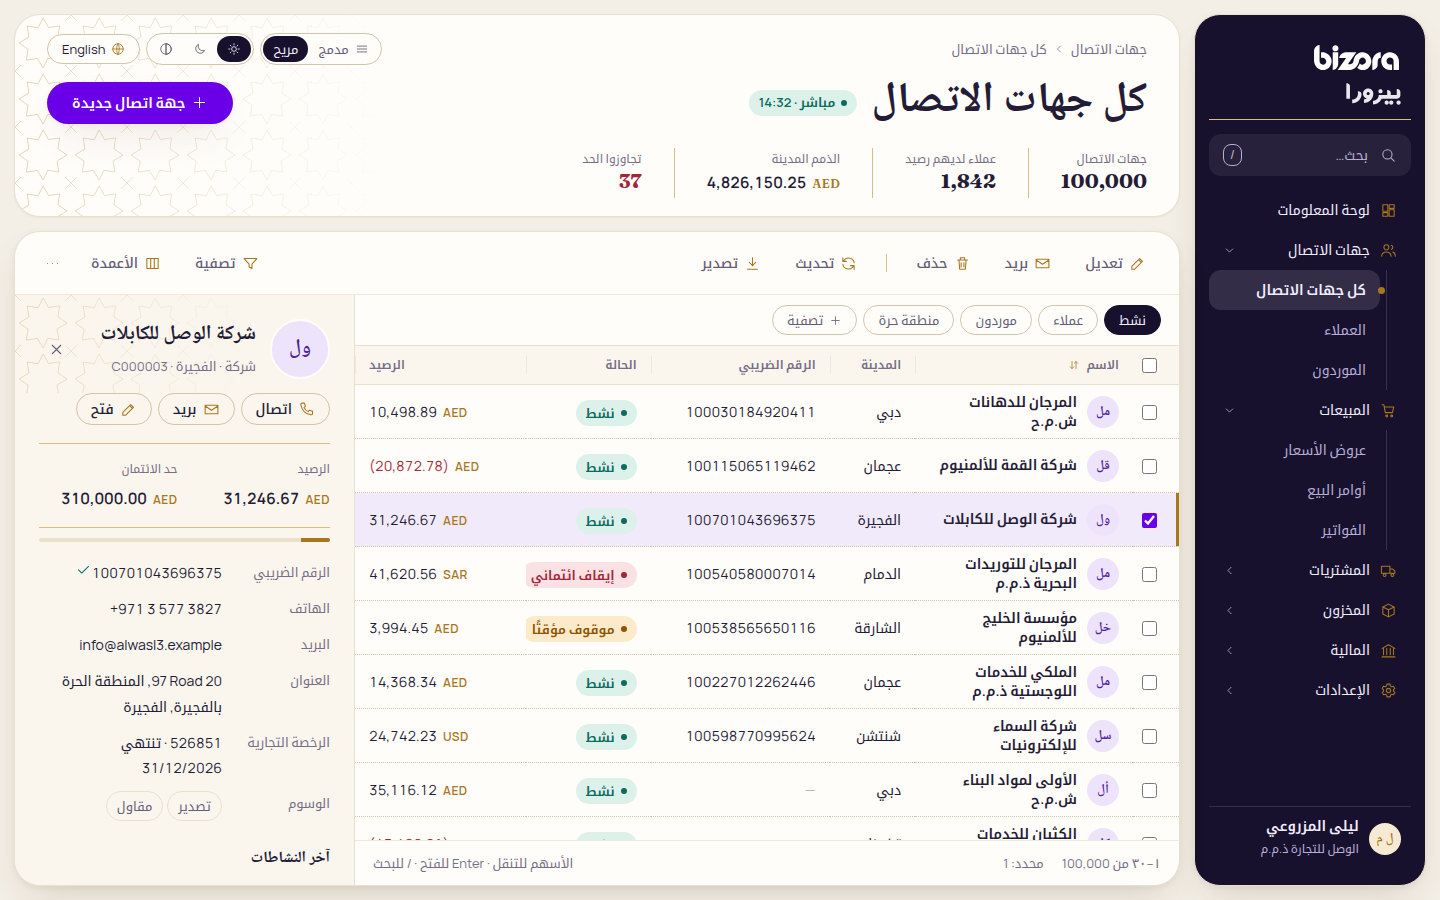 bizora
بيزورا
بحث...
/
لوحة المعلومات
جهات الاتصال
كل جهات الاتصال
العملاء
الموردون
المبيعات
عروض الأسعار
أوامر البيع
الفواتير
المشتريات
المخزون
المالية
الإعدادات
ل م
ليلى المزروعي
الوصل للتجارة ذ.م.م
جهات الاتصال › كل جهات الاتصال
مدمج مريح
English
كل جهات الاتصال
مباشر · 14:32
+ جهة اتصال جديدة
جهات الاتصال
100,000
عملاء لديهم رصيد
1,842
الذمم المدينة
AED 4,826,150.25
تجاوزوا الحد
37
تعديل بريد حذف تحديث تصدير تصفية الأعمدة ...
نشط عملاء موردون منطقة حرة + تصفية
الاسم المدينة الرقم الضريبي الحالة الرصيد
مل المرجان للدهانات ش.م.ح دبي 100030184920411 نشط AED 10,498.89
قل شركة القمة للألمنيوم عجمان 100115065119462 نشط AED (20,872.78)
ول شركة الوصل للكابلات الفجيرة 100701043696375 نشط AED 31,246.67
مل المرجان للتوريدات البحرية ذ.م.م الدمام 100540580007014 إيقاف ائتماني SAR 41,620.56
خل مؤسسة الخليج للألمنيوم الشارقة 100538565650116 موقوف مؤقتًا AED 3,994.45
مل الملكي للخدمات اللوجستية ذ.م.م عجمان 100227012262446 نشط AED 14,368.34
سل شركة السماء للإلكترونيات شنتشن 100598770995624 نشط USD 24,742.23
أل الأولى لمواد البناء ش.م.ح دبي — نشط AED 35,116.12
الكثبان للخدمات
١–٣٠ من 100,000 محدد: 1
الأسهم للتنقل · Enter للفتح · / للبحث
ول
شركة الوصل للكابلات
شركة · الفجيرة · C000003
اتصال بريد فتح
الرصيد
AED 31,246.67
حد الائتمان
AED 310,000.00
الرقم الضريبي 100701043696375
الهاتف +971 3 577 3827
البريد info@alwasl3.example
العنوان 97 Road 20, المنطقة الحرة
بالفجيرة, الفجيرة
الرخصة التجارية 526851 · تنتهي
31/12/2026
الوسوم تصدير مقاول
آخر النشاطات